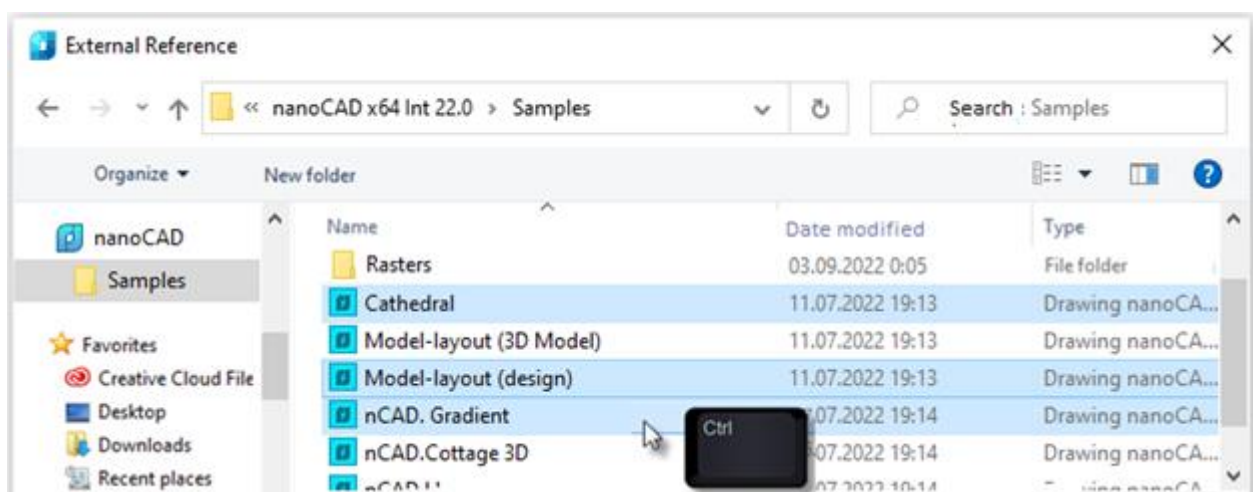 External Reference
« nanoCAD x64 Int 22.0 > Samples Search : Samples
Organize New folder
nanoCAD Name Date modified Type
Samples Rasters 03.09.2022 0:05 File folder
Cathedral 11.07.2022 19:13 Drawing nanoCA...
Favorites Model-layout (3D Model) 11.07.2022 19:13 Drawing nanoCA...
Creative Cloud File Model-layout (design) 11.07.2022 19:13 Drawing nanoCA...
Desktop nCAD. Gradient 07.2022 19:14 Drawing nanoCA...
Ctrl
Downloads nCAD.Cottage 3D 07.2022 19:14 Drawing nanoCA...
Recent places